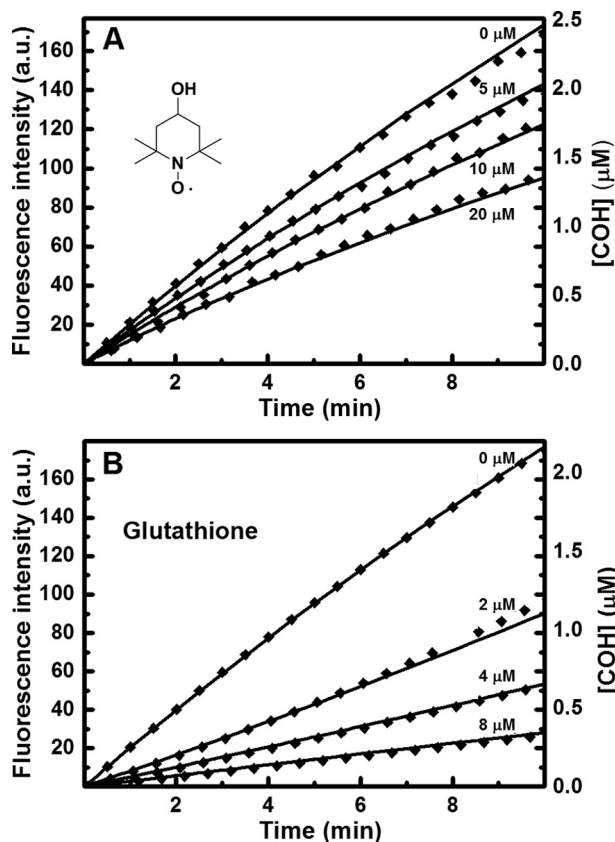 A
OH
N
O·
0 μM
5 μM
10 μM
20 μM
Fluorescence intensity (a.u.)
160
140
120
100
80
60
40
20
2.5
2.0
1.5
1.0
0.5
0.0
[COH] (μM)
2 4 6 8
Time (min)
B
Glutathione
0 μM
2 μM
4 μM
8 μM
Fluorescence intensity (a.u.)
160
140
120
100
80
60
40
20
2.0
1.5
1.0
0.5
0.0
[COH] (μM)
2 4 6 8
Time (min)